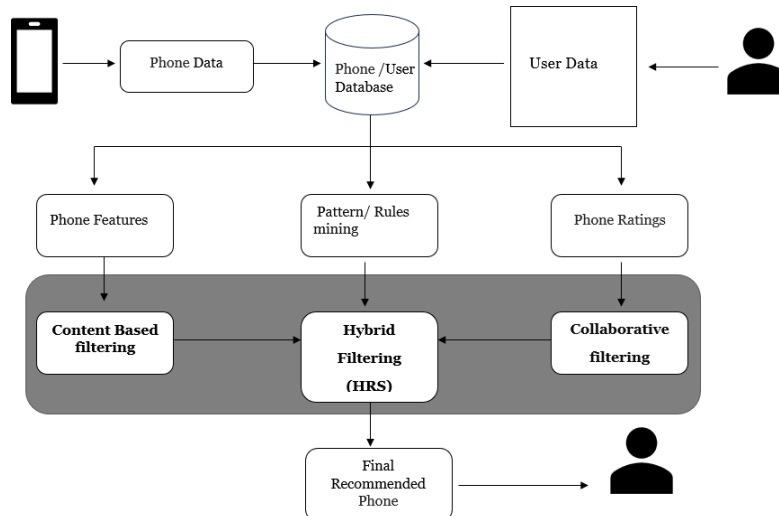 Phone Data
Phone /User
Database
User Data
Phone Features
Pattern/ Rules
mining
Phone Ratings
Content Based
filtering
Hybrid
Filtering
(HRS)
Collaborative
filtering
Final
Recommended
Phone